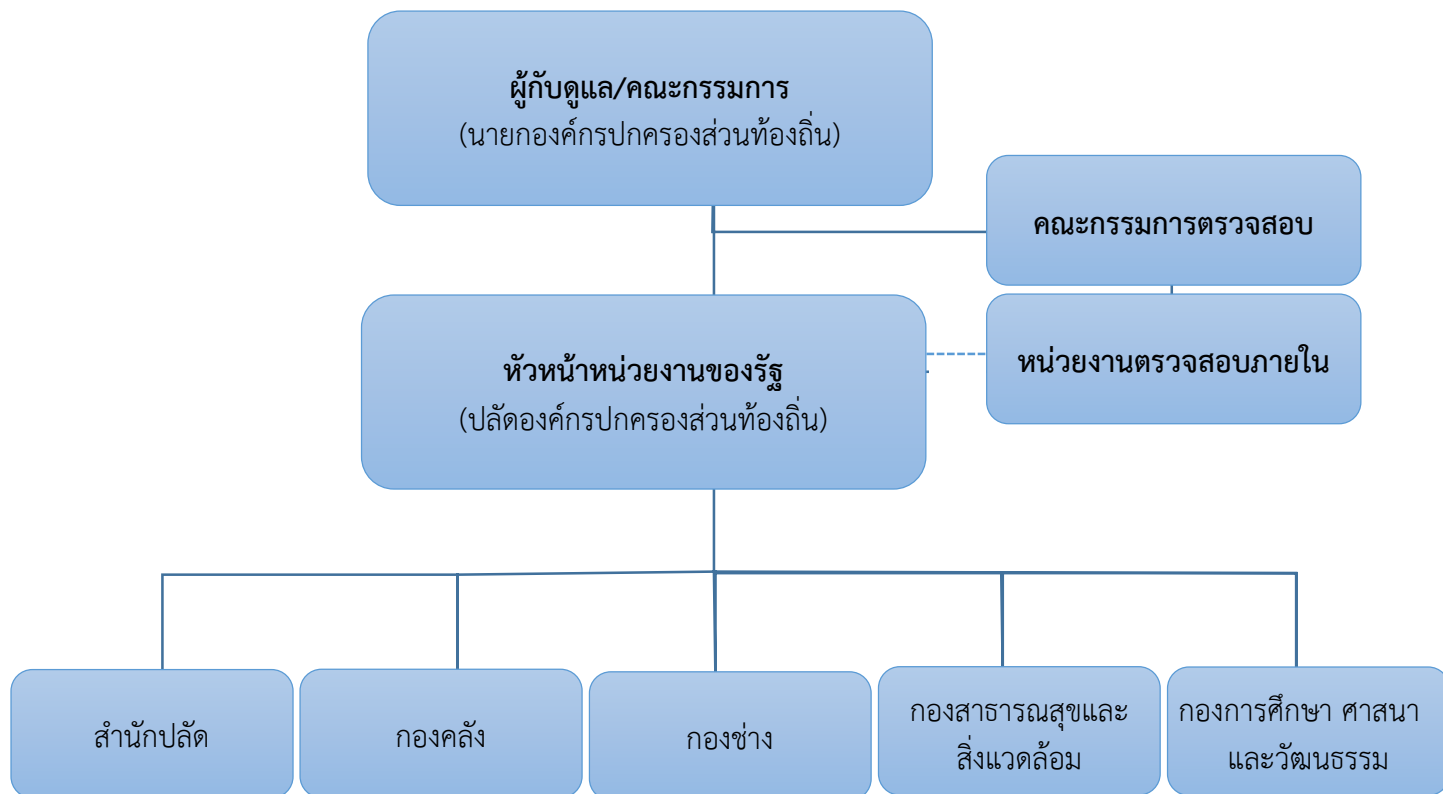 ผู้กับดูแล/คณะกรรมการ
(นายกองค์กรปกครองส่วนท้องถิ่น)
คณะกรรมการตรวจสอบ
หัวหน้าหน่วยงานของรัฐ
(ปลัดองค์กรปกครองส่วนท้องถิ่น)
หน่วยงานตรวจสอบภายใน
สำนักปลัด
กองคลัง
กองช่าง
กองสาธารณสุขและ
สิ่งแวดล้อม
กองการศึกษา ศาสนา
และวัฒนธรรม